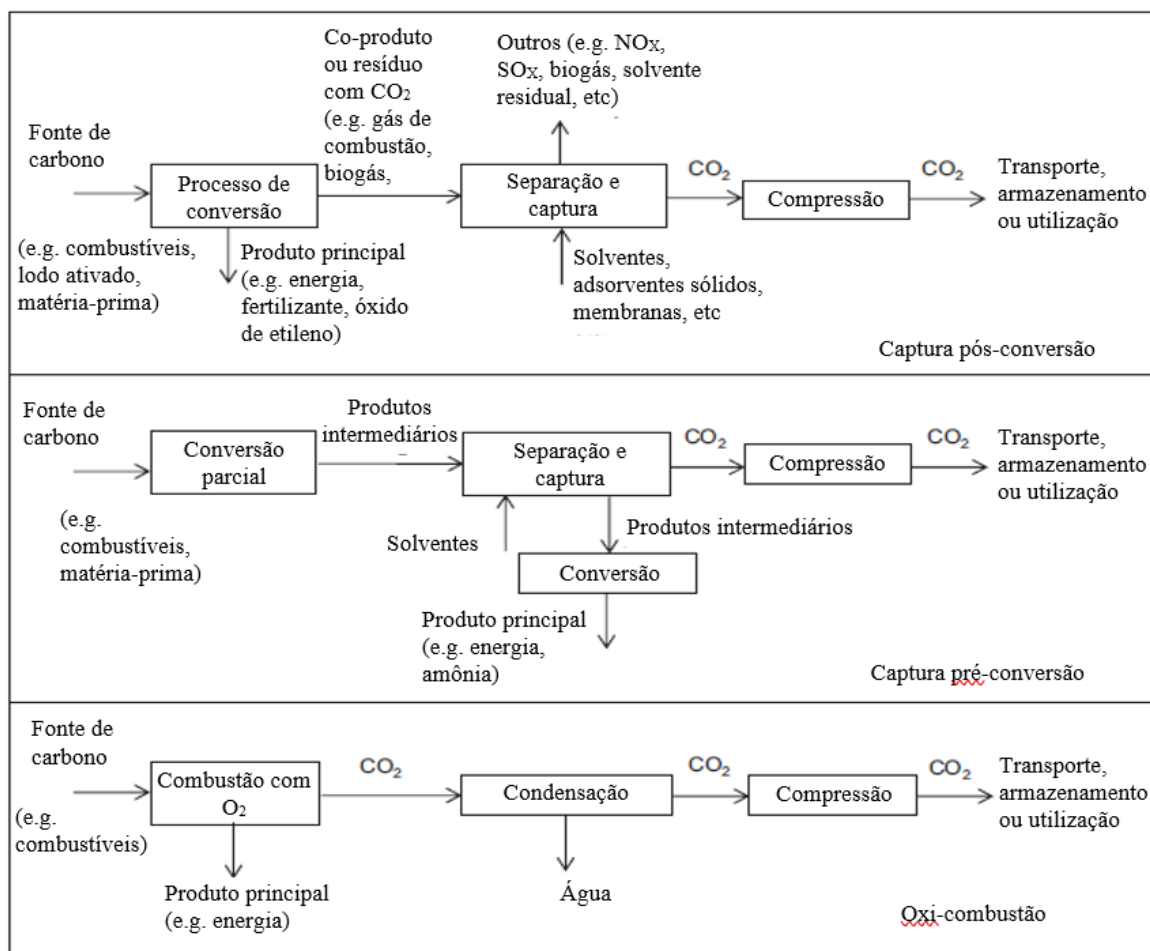 Fonte de
carbono
(e.g. combustíveis,
lodo ativado,
matéria-prima)
Processo de
conversão
Produto principal
(e.g. energia,
fertilizante, óxido
de etileno)
Co-produto
ou resíduo
com CO2
(e.g. gás de
combustão,
biogás,
Outros (e.g. NOX,
SOX, biogás, solvente
residual, etc)
Separação e
captura
Solventes,
adsorventes sólidos,
membranas, etc
CO2
Compressão
CO2
Transporte,
armazenamento
ou utilização
Captura pós-conversão
Fonte de
carbono
(e.g.
combustíveis,
matéria-prima)
Conversão
parcial
Produtos
intermediários
Separação e
captura
Solventes
Produtos intermediários
Conversão
Produto principal
(e.g. energia,
amônia)
CO2
Compressão
CO2
Transporte,
armazenamento
ou utilização
Captura pré-conversão
Fonte de
carbono
(e.g.
combustíveis)
Combustão com
O2
Produto principal
(e.g. energia)
CO2
Condensação
Água
CO2
Compressão
CO2
Transporte,
armazenamento
ou utilização
Oxi-combustão